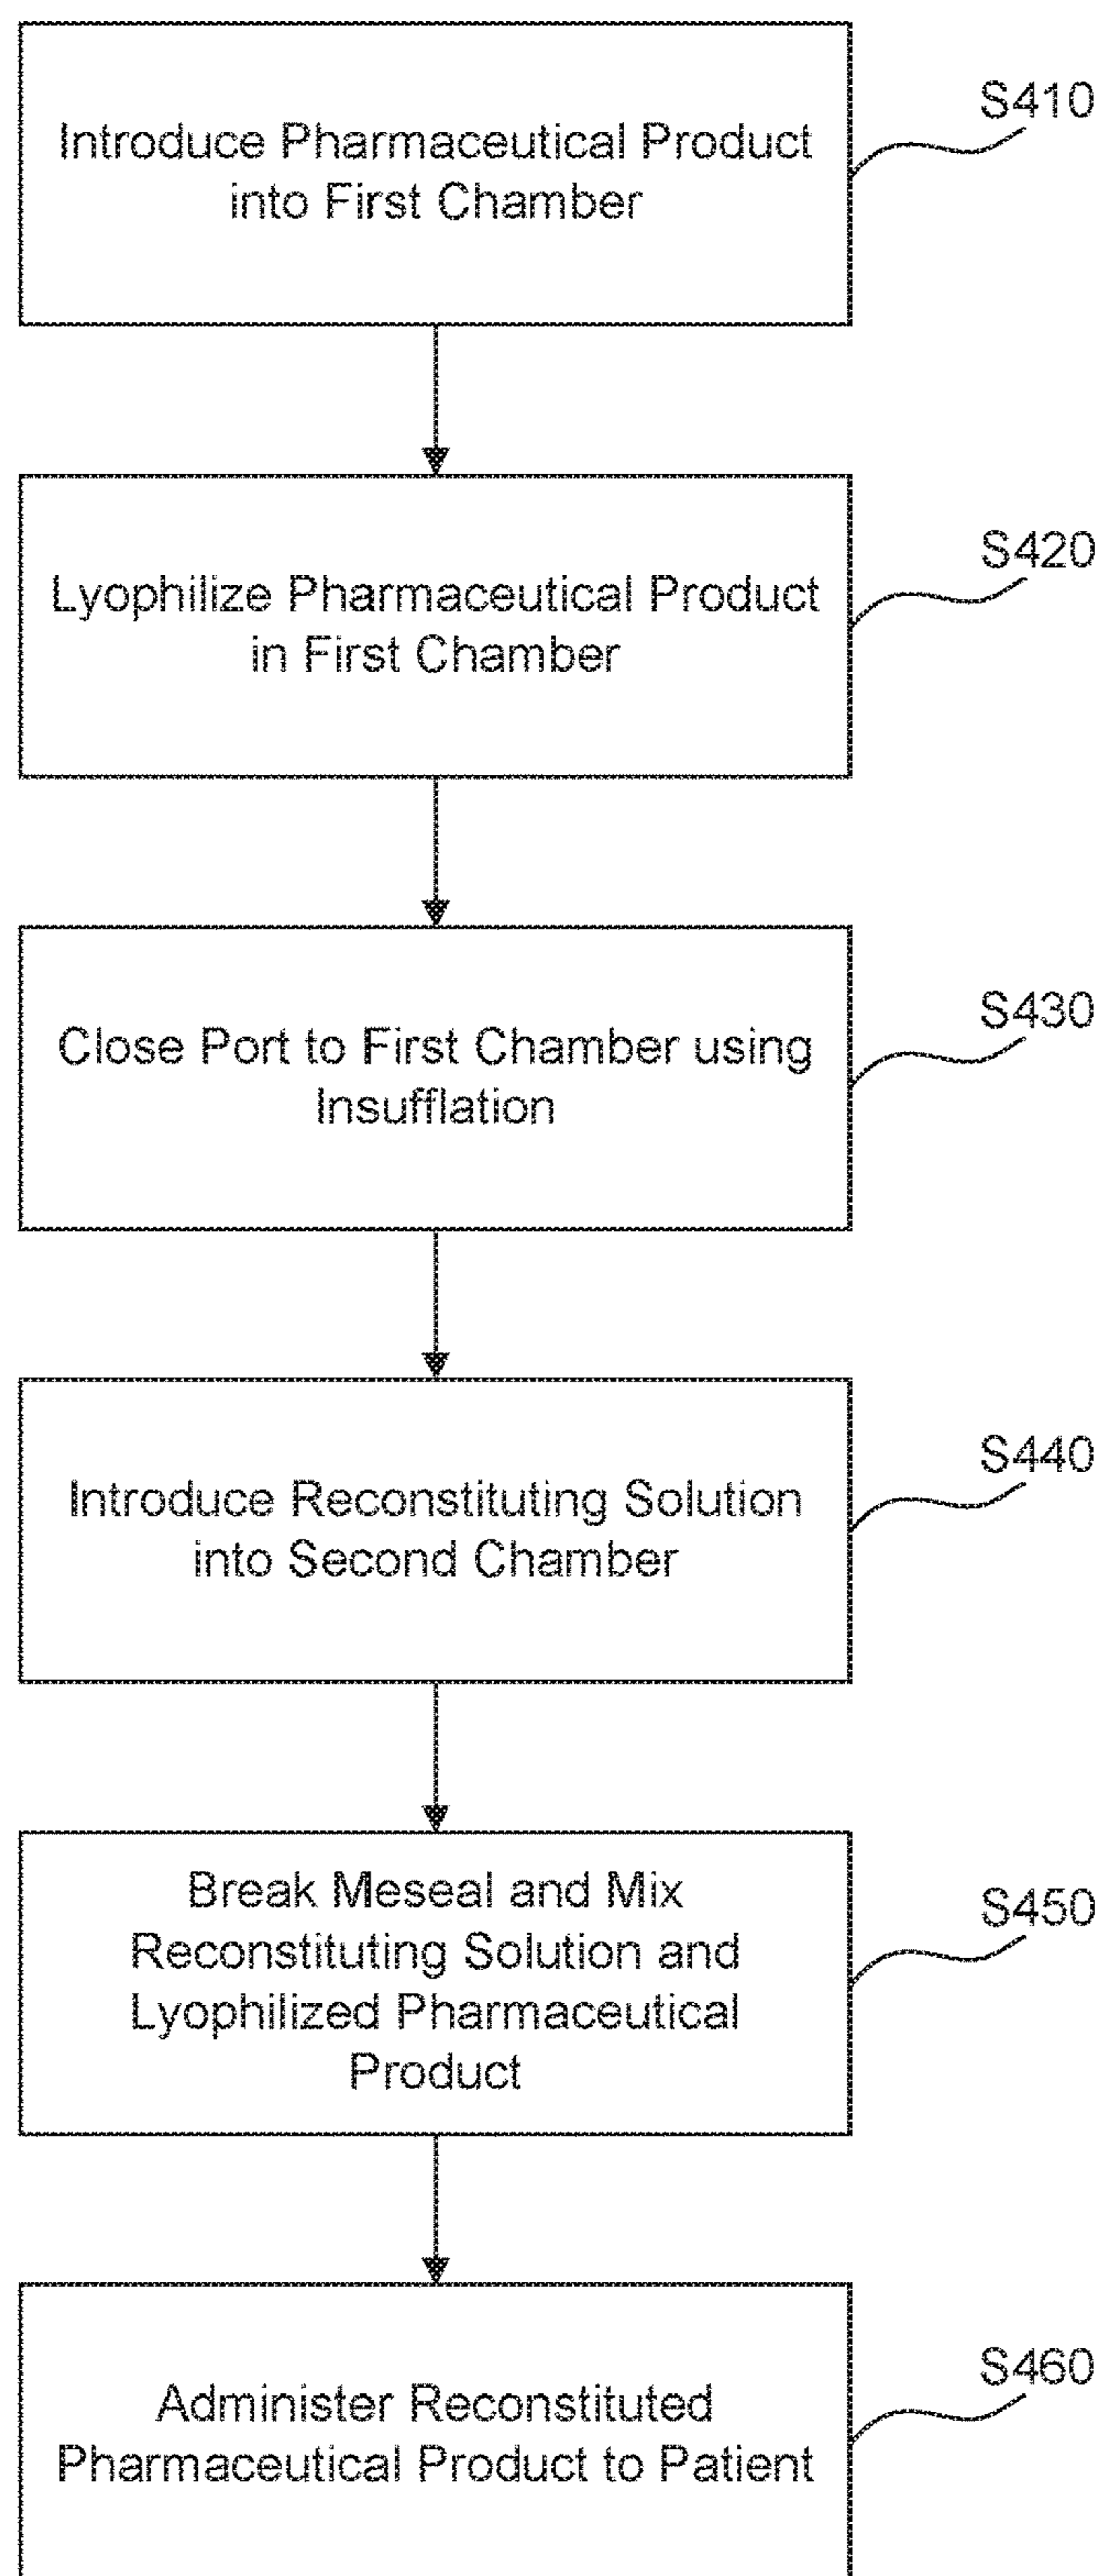 Introduce Pharmaceutical Product
into First Chamber
S410
Lyophilize Pharmaceutical Product
in First Chamber
S420
Close Port to First Chamber using
Insufflation
S430
Introduce Reconstituting Solution
into Second Chamber
S440
Break Meseal and Mix
Reconstituting Solution and
Lyophilized Pharmaceutical
Product
S450
Administer Reconstituted
Pharmaceutical Product to Patient
S460